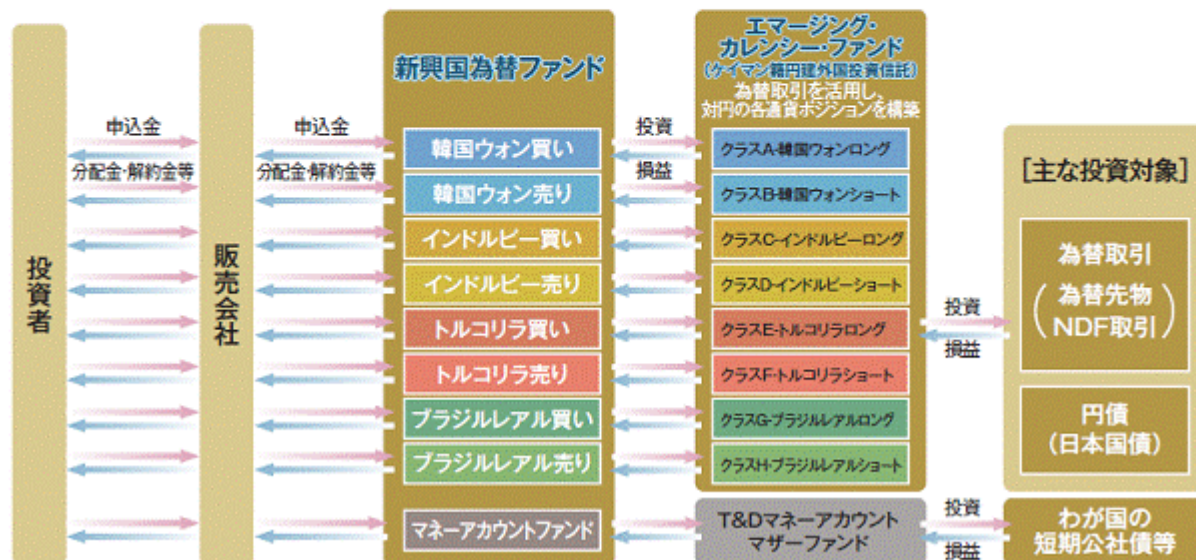 投資者
販売会社
申込金
分配金・解約金等
申込金
分配金・解約金等
新興国為替ファンド
韓国ウォン買い
韓国ウォン売り
インドルピー買い
インドルピー売り
トルコリラ買い
トルコリラ売り
ブラジルレアル買い
ブラジルレアル売り
マネーアカウントファンド
投資
損益
エマージング・
カレンシー・ファンド
(ケイマン籍円建外国投資信託)
為替取引を活用し、
対円の各通貨ポジションを構築
クラスA-韓国ウォンロング
クラスB-韓国ウォンショート
クラスC-インドルピーロング
クラスD-インドルピーショート
クラスE-トルコリラロング
クラスF-トルコリラショート
クラスG-ブラジルレアルロング
クラスH-ブラジルレアルショート
T&Dマネーアカウント
マザーファンド
投資
損益
投資
損益
[主な投資対象]
為替取引
(為替先物
NDF取引)
円債
(日本国債)
わが国の
短期公社債等